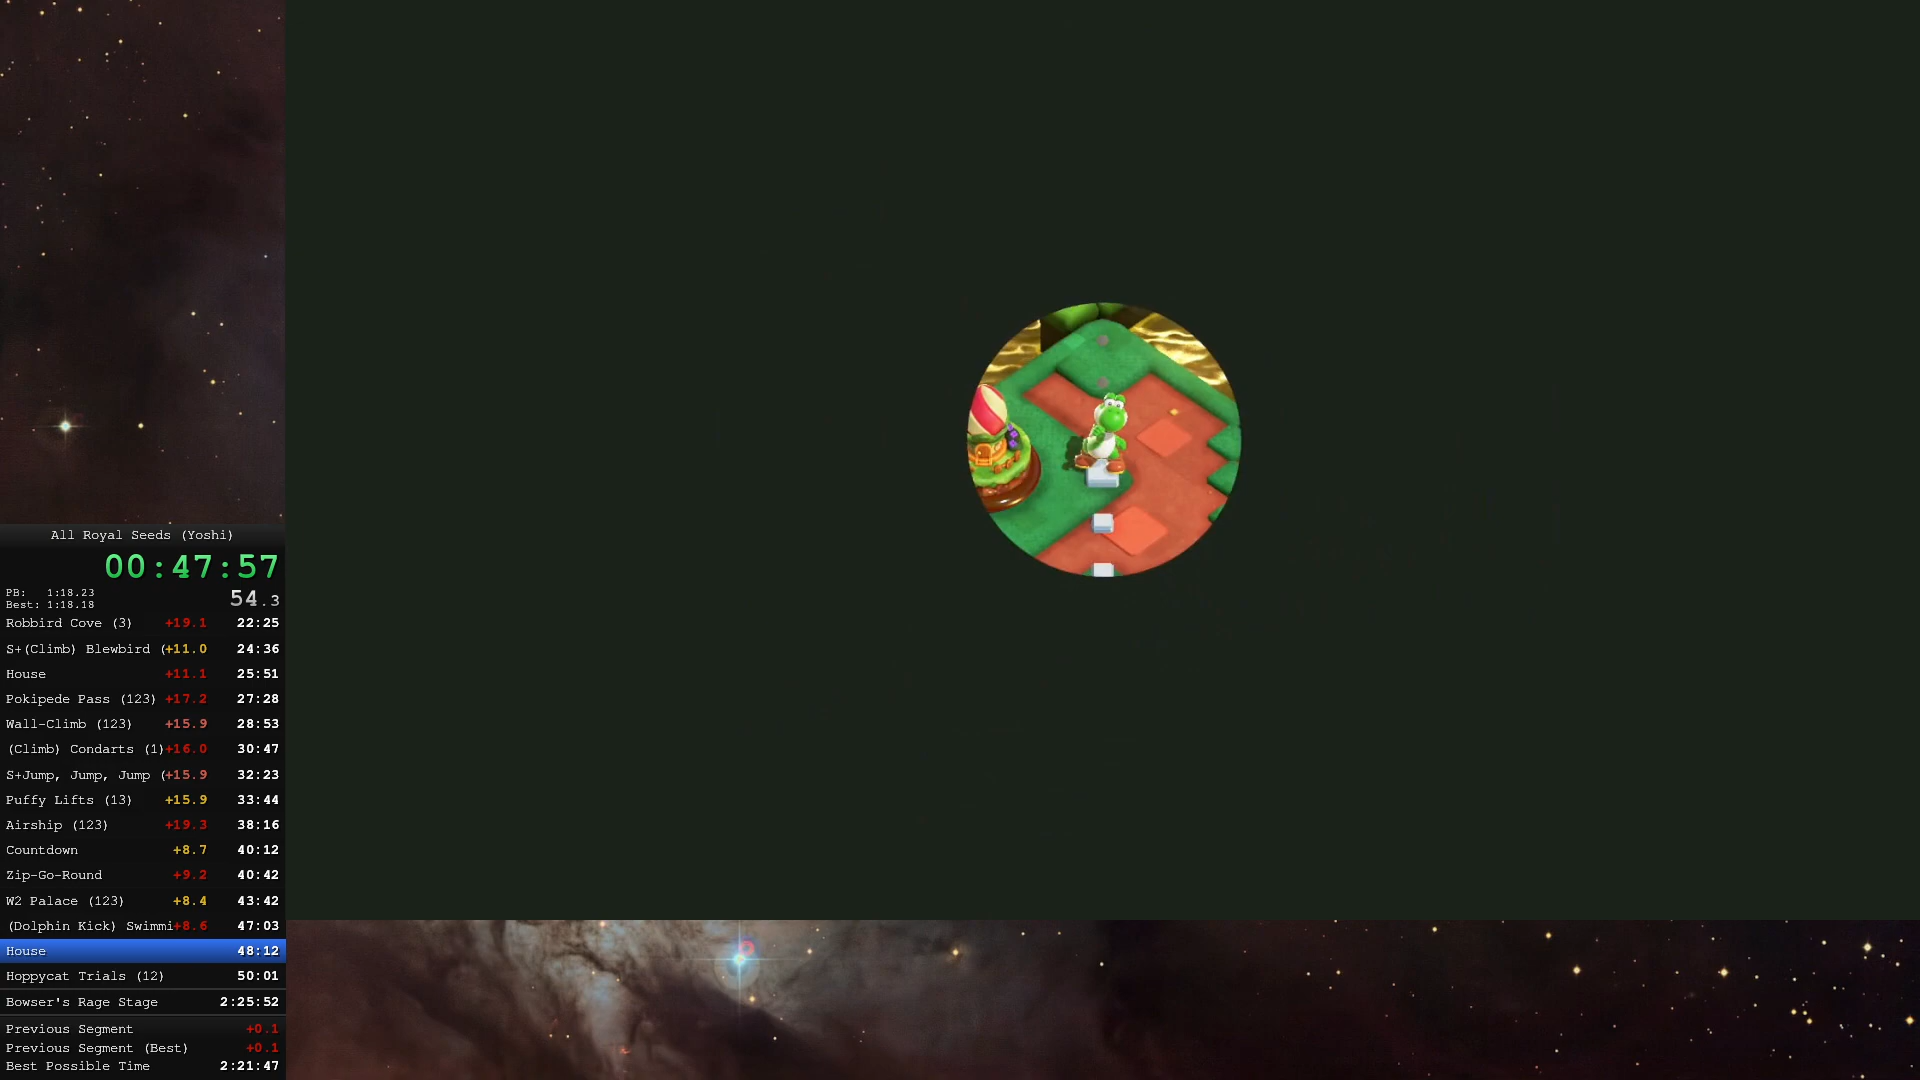 All Royal Seeds (Yoshi)
00:47:57
PB: 1:18.23
Best: 1:18.18
54.3
Robbird Cove (3) +19.1 22:25
S+(Climb) Blewbird (+11.0 24:36
House +11.1 25:51
Pokipede Pass (123) +17.2 27:28
Wall-Climb (123) +15.9 28:53
(Climb) Condarts (1)+16.0 30:47
S+Jump, Jump, Jump (+15.9 32:23
Puffy Lifts (13) +15.9 33:44
Airship (123) +19.3 38:16
Countdown +8.7 40:12
Zip-Go-Round +9.2 40:42
W2 Palace (123) +8.4 43:42
(Dolphin Kick) Swimmi+8.6 47:03
House 48:12
Hoppycat Trials (12) 50:01
Bowser's Rage Stage 2:25:52
Previous Segment +0.1
Previous Segment (Best) +0.1
Best Possible Time 2:21:47